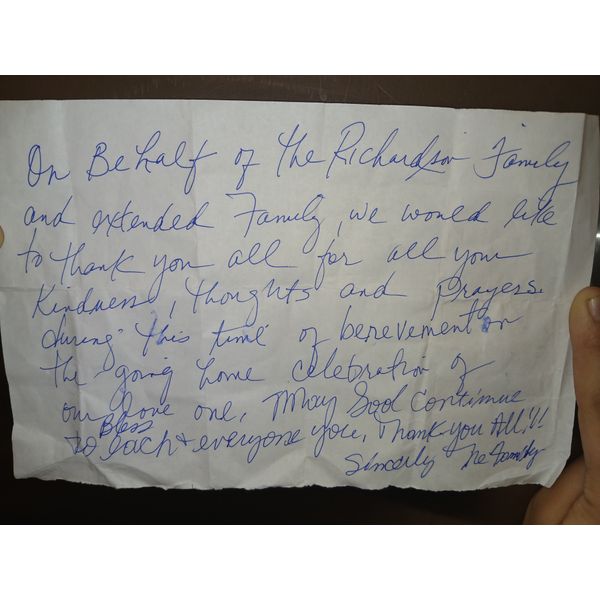 On Behalf of the Richardson Family
and extended Family, we would like
to thank you all for all your
Kindness, thoughts and Prayers.
during this time of berevement on
the going home celebration of
our love one, May God Continue
to Bless each & everyone you, Thank you All!!!
Sincerly The Family